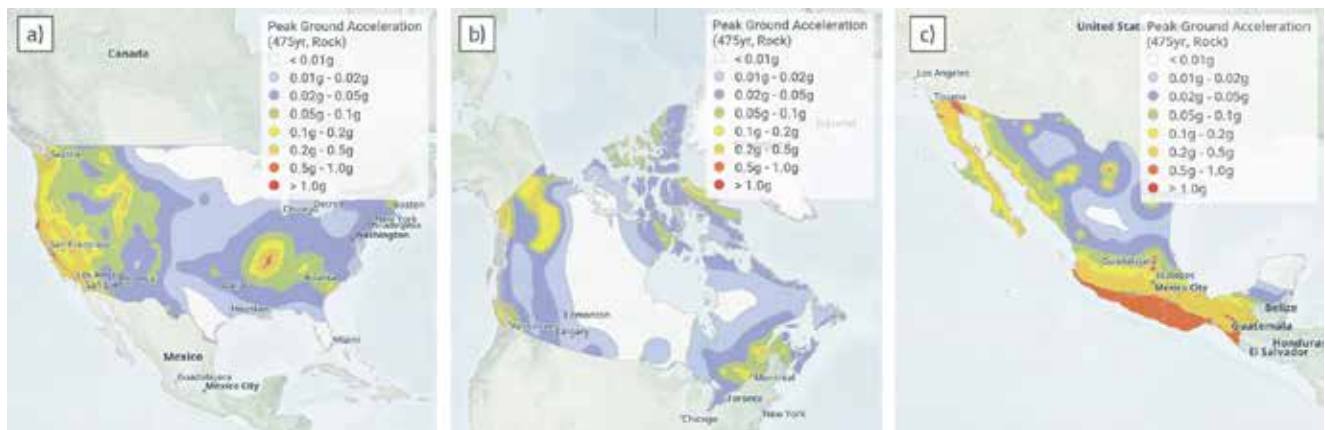 a)
Peak Ground Acceleration
(475yr, Rock)
< 0.01g
0.01g - 0.02g
0.02g - 0.05g
0.05g - 0.1g
0.1g - 0.2g
0.2g - 0.5g
0.5g - 1.0g
> 1.0g
Canada
Seattle
Chicago
Detroit
Boston
New York
Philadelphia
Washington
San Francisco
Los Angeles
San Diego
Houston
Miami
Mexico
Guadalajara
Mexico City
b)
Peak Ground Acceleration
(475yr, Rock)
< 0.01g
0.01g - 0.02g
0.02g - 0.05g
0.05g - 0.1g
0.1g - 0.2g
0.2g - 0.5g
0.5g - 1.0g
> 1.0g
Vancouver
Edmonton
Calgary
Montreal
Toronto
Chicago
New York
c)
United Stat
Peak Ground Acceleration
(475yr, Rock)
< 0.01g
0.01g - 0.02g
0.02g - 0.05g
0.05g - 0.1g
0.1g - 0.2g
0.2g - 0.5g
0.5g - 1.0g
> 1.0g
Los Angeles
Tijuana
Guadalajara
Mexico City
Belize
Guatemala
Honduras
El Salvador